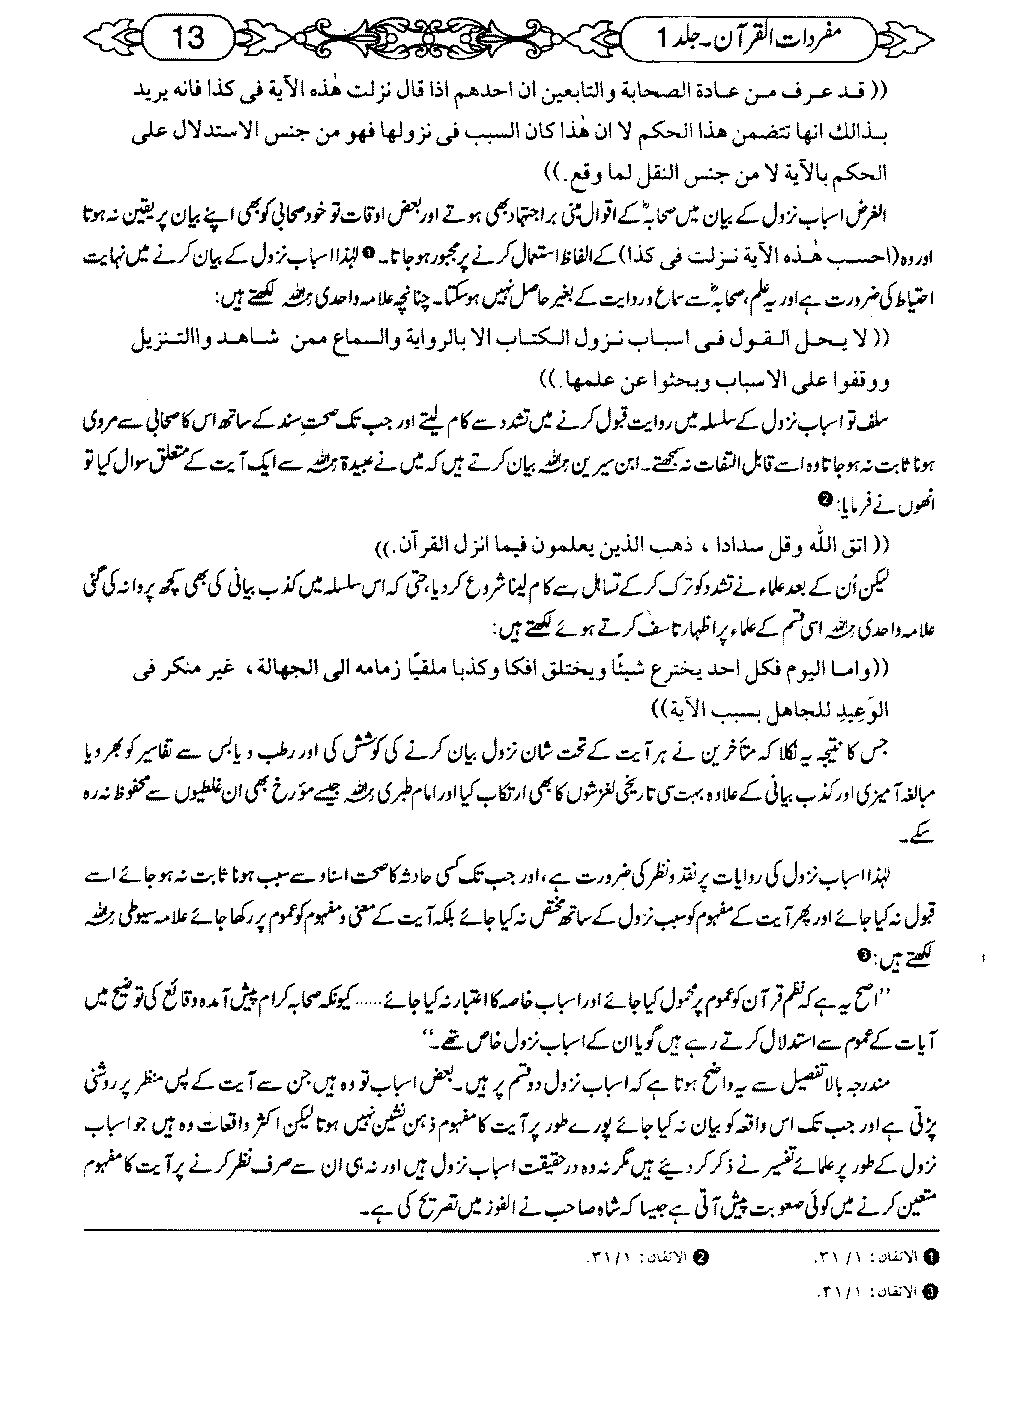 مفردات القرآن۔ جلد 1
13
(( قد عرف من عادة الصحابة والتابعين ان احدهم اذا قال نزلت هٰذه الآية فى كذا فانه يريد
بذالك انها تتضمن هذا الحكم لا ان هٰذا كان السبب فى نزولها فهو من جنس الاستدلال على
الحكم بالآية لا من جنس النقل لما وقع.))
الغرض اسباب نزول کے بیان میں صحابہؓ کے اقوال مبنی بر اجتہاد بھی ہوتے اور بعض اوقات تو خود صحابی کو بھی اپنے بیان پر یقین نہ ہوتا
اور وہ (احسب هٰذه الآية نزلت فى كذا) کے الفاظ استعمال کرنے پر مجبور ہو جاتا۔❶ لہٰذا اسباب نزول کے بیان کرنے میں نہایت
احتیاط کی ضرورت ہے اور یہ علم، صحابہؓ سے سماع و روایت کے بغیر حاصل نہیں ہوسکتا۔ چنانچہ علامہ واحدی رحمہ اللہ لکھتے ہیں:
(( لا يحل القول فى اسباب نزول الكتاب الا بالرواية والسماع ممن شاهد واالتنزيل
ووقفوا على الاسباب وبحثوا عن علمها.))
سلف تو اسباب نزول کے سلسلہ میں روایت قبول کرنے میں تشدد سے کام لیتے اور جب تک صحتِ سند کے ساتھ اس کا صحابی سے مروی
ہونا ثابت نہ ہو جاتا وہ اسے قابل التفات نہ سمجھتے۔ ابن سیرین رحمہ اللہ بیان کرتے ہیں کہ میں نے عبیدۃ رحمہ اللہ سے ایک آیت کے متعلق سوال کیا تو
انھوں نے فرمایا:❷
(( اتق الله وقل سدادا ، ذهب الذين يعلمون فيما انزل القرآن.))
لیکن اُن کے بعد علماء نے تشدد کو ترک کر کے تساہل سے کام لینا شروع کر دیا، حتیٰ کہ اس سلسلہ میں کذب بیانی کی بھی کچھ پروا نہ کی گئی
علامہ واحدی رحمہ اللہ اسی قسم کے علماء پر اظہار تاسف کرتے ہوئے لکھتے ہیں:
((واما اليوم فكل احد يخترع شيئًا ويختلق افكا وكذبا ملقيًا زمامه الى الجهالة، غير منكر فى
الوَعِيدِ للجاهل بسبب الآية))
جس کا نتیجہ یہ نکلا کہ متاخرین نے ہر آیت کے تحت شان نزول بیان کرنے کی کوشش کی اور رطب و یابس سے تفاسیر کو بھر دیا
مبالغہ آمیزی اور کذب بیانی کے علاوہ بہت سی تاریخی لغزشوں کا بھی ارتکاب کیا اور امام طبری رحمہ اللہ جیسے مؤرخ بھی ان غلطیوں سے محفوظ نہ رہ
سکے۔
لہٰذا اسباب نزول کی روایات پر نقد ونظر کی ضرورت ہے، اور جب تک کسی حادثہ کا صحت اسناد سے سبب ہونا ثابت نہ ہو جائے اسے
قبول نہ کیا جائے اور پھر آیت کے مفہوم کو سبب نزول کے ساتھ مختص نہ کیا جائے بلکہ آیت کے معنی ومفہوم کو عموم پر رکھا جائے علامہ سیوطی رحمہ اللہ
لکھتے ہیں:❸
”اصح یہ ہے کہ نظم قرآن کو عموم پر محمول کیا جائے اور اسباب خاصہ کا اعتبار نہ کیا جائے...... کیونکہ صحابہ کرام پیش آمدہ وقائع کی توضیح میں
آیات کے عموم سے استدلال کرتے رہے ہیں گویا ان کے اسباب نزول خاص تھے۔“
مندرجہ بالا تفصیل سے یہ واضح ہوتا ہے کہ اسباب نزول دو قسم پر ہیں۔ بعض اسباب تو وہ ہیں جن سے آیت کے پس منظر پر روشنی
پڑتی ہے اور جب تک اس واقعہ کو بیان نہ کیا جائے پورے طور پر آیت کا مفہوم ذہن نشین نہیں ہوتا لیکن اکثر واقعات وہ ہیں جو اسباب
نزول کے طور پر علمائے تفسیر نے ذکر کر دیئے ہیں مگر نہ وہ در حقیقت اسباب نزول ہیں اور نہ ہی ان سے صرف نظر کرنے پر آیت کا مفہوم
متعین کرنے میں کوئی صعوبت پیش آتی ہے جیسا کہ شاہ صاحب نے الفوز میں تصریح کی ہے۔
❶ الاتقان: ۳۱/۱. ❷ الاتقان: ۳۱/۱.
❸ الاتقان: ۳۱/۱.